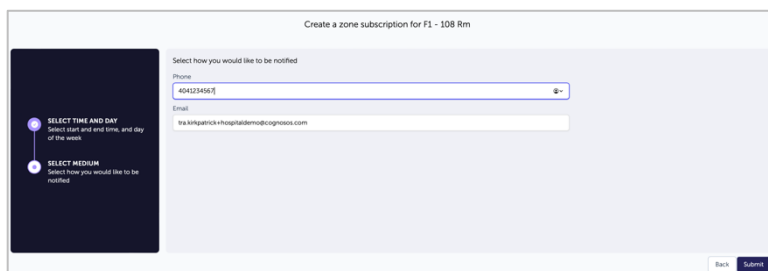 Create a zone subscription for F1 - 108 Rm
SELECT TIME AND DAY
Select start and end time, and day
of the week
SELECT MEDIUM
Select how you would like to be
notified
Select how you would like to be notified
Phone
4041234567
Email
tra.kirkpatrick+hospitaldemo@cognosos.com
Back
Submit